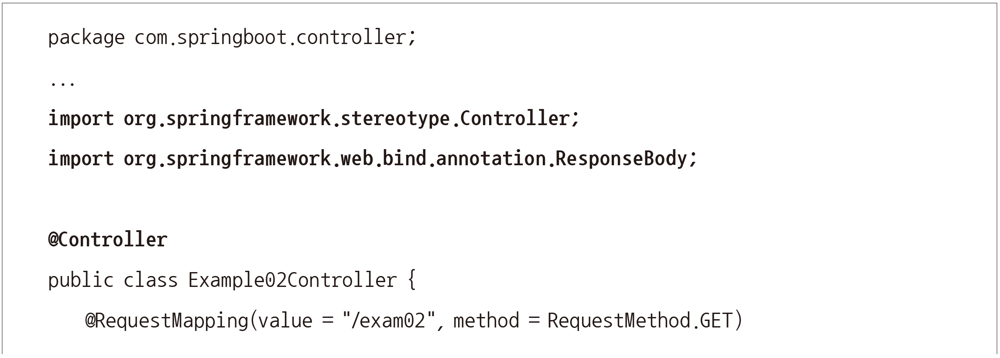 package com.springboot.controller;
...
import org.springframework.stereotype.Controller;
import org.springframework.web.bind.annotation.ResponseBody;
@Controller
public class Example02Controller {
@RequestMapping(value = "/exam02", method = RequestMethod.GET)